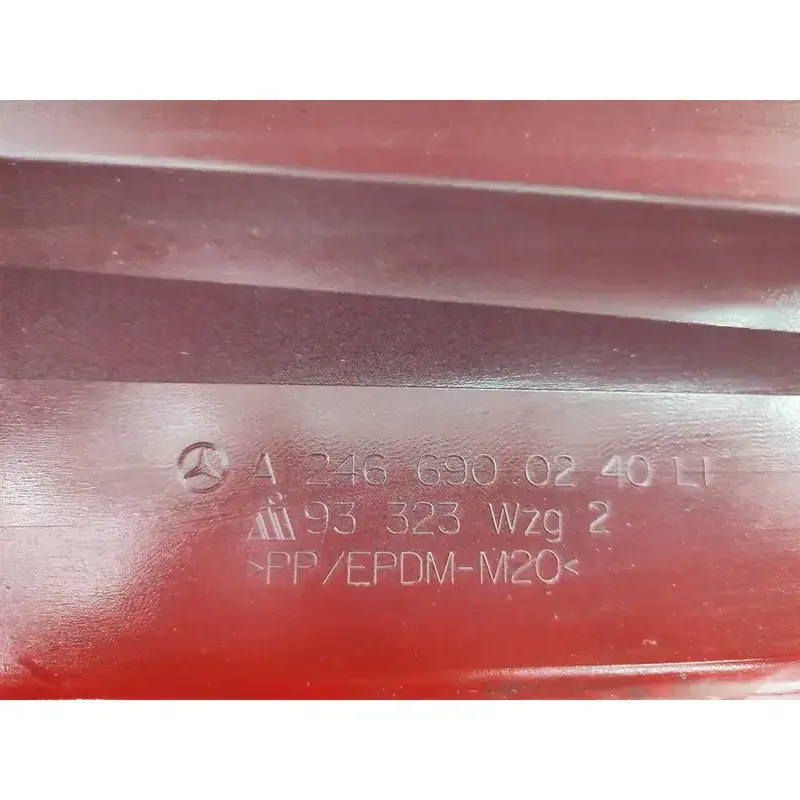 A 246 690 02 40 LI
93 323 Wzg 2
>PP/EPDM-M20<